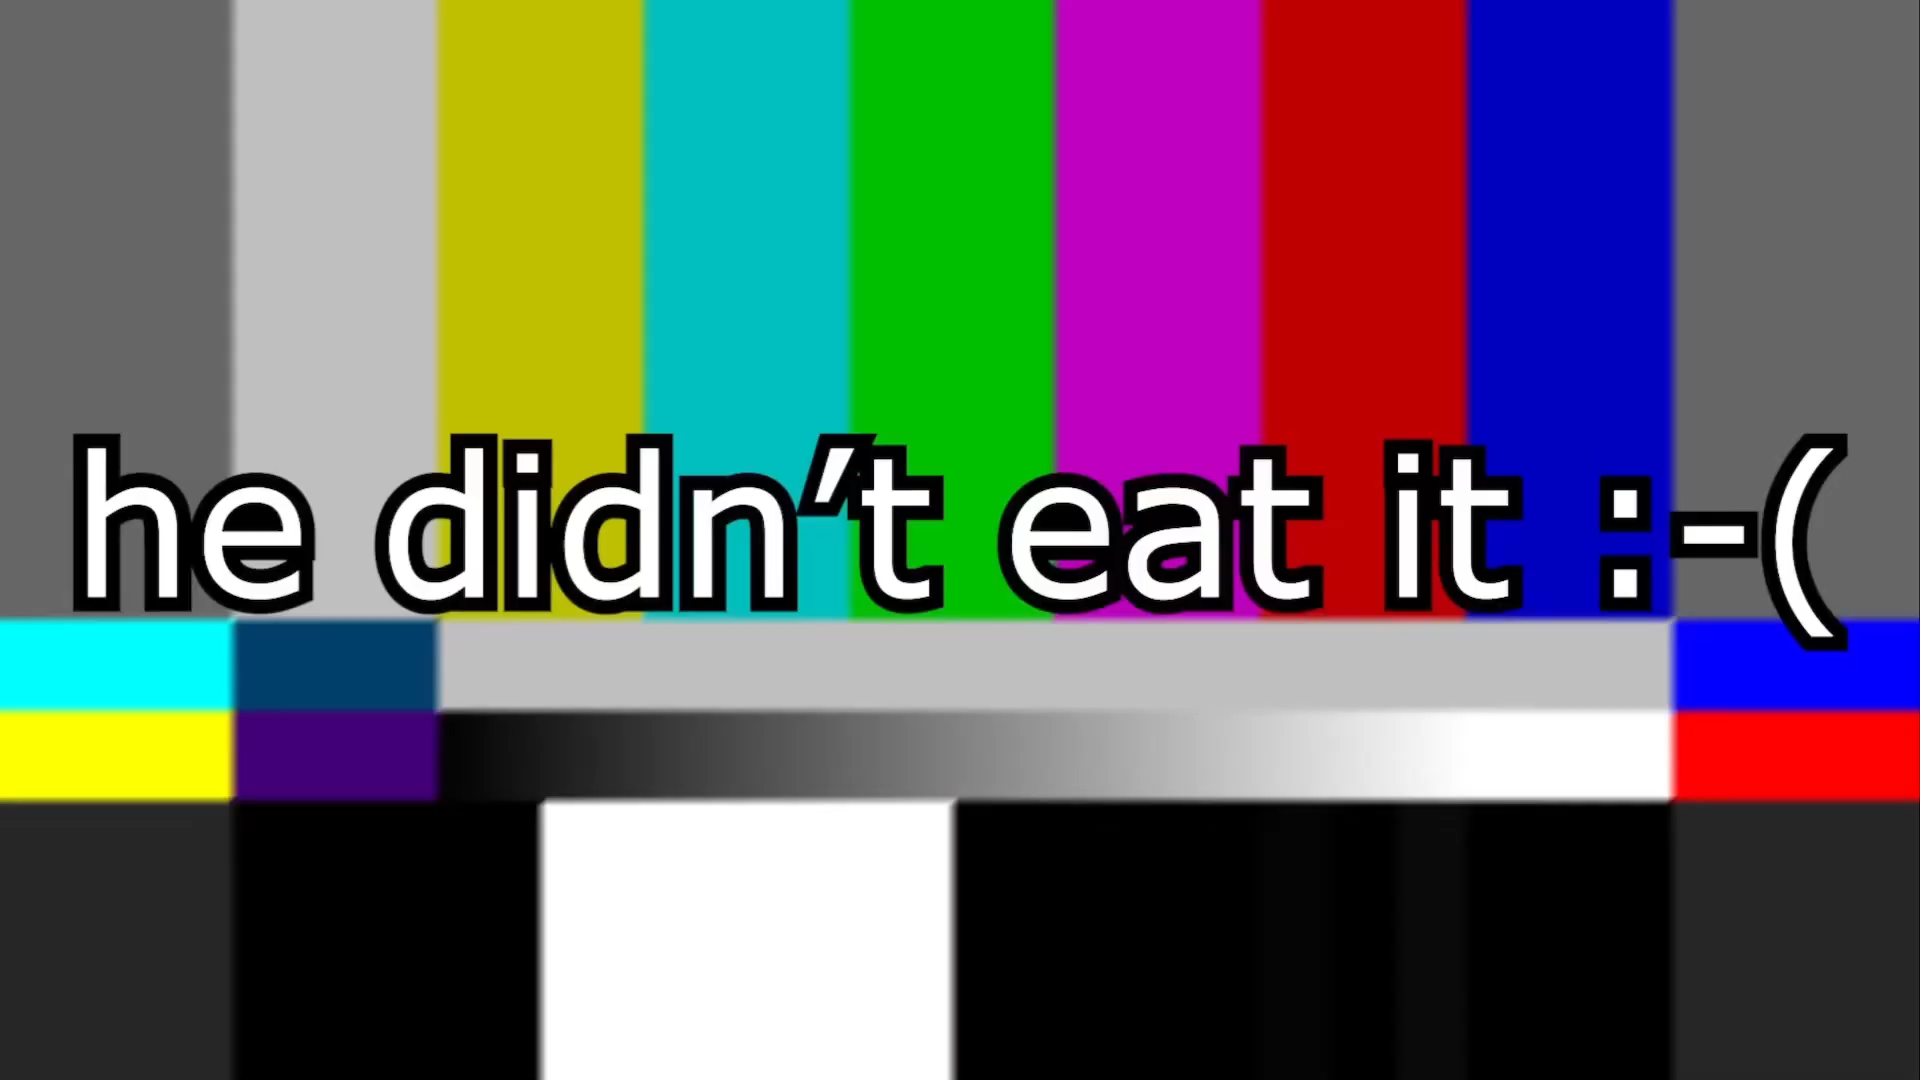 he didn’t eat it :-(